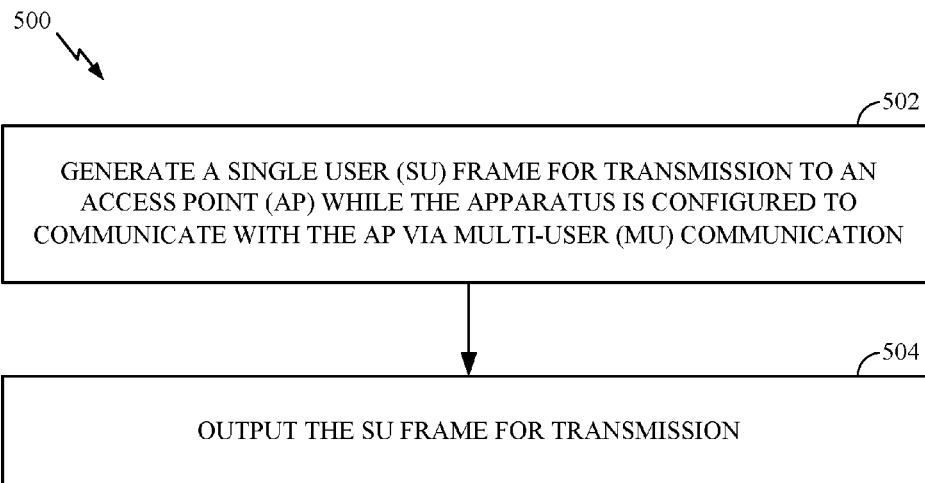 500
502
GENERATE A SINGLE USER (SU) FRAME FOR TRANSMISSION TO AN
ACCESS POINT (AP) WHILE THE APPARATUS IS CONFIGURED TO
COMMUNICATE WITH THE AP VIA MULTI-USER (MU) COMMUNICATION
504
OUTPUT THE SU FRAME FOR TRANSMISSION